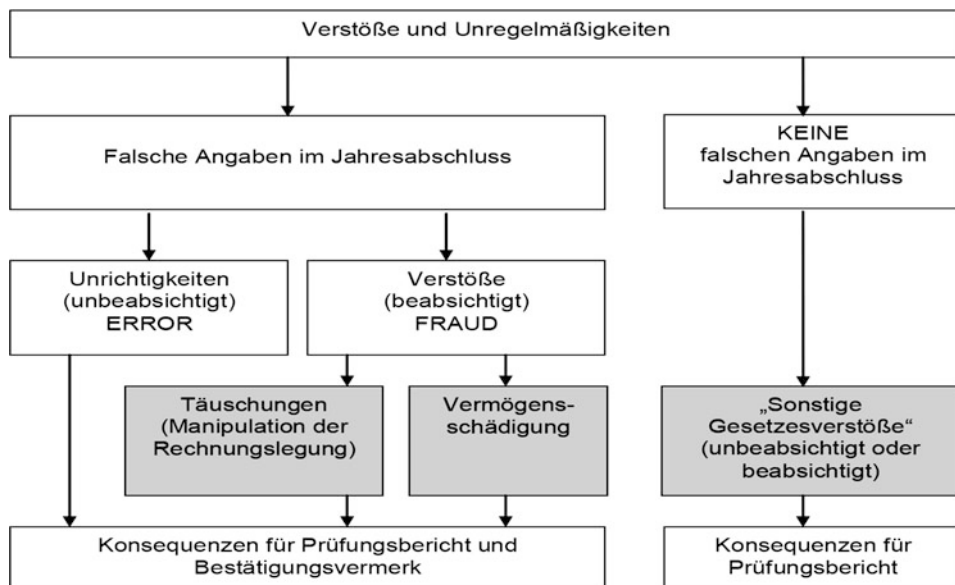 Verstöße und Unregelmäßigkeiten
Falsche Angaben im Jahresabschluss
KEINE
falschen Angaben im
Jahresabschluss
Unrichtigkeiten
(unbeabsichtigt)
ERROR
Verstöße
(beabsichtigt)
FRAUD
Täuschungen
(Manipulation der
Rechnungslegung)
Vermögens-
schädigung
„Sonstige
Gesetzesverstöße“
(unbeabsichtigt oder
beabsichtigt)
Konsequenzen für Prüfungsbericht und
Bestätigungsvermerk
Konsequenzen für
Prüfungsbericht